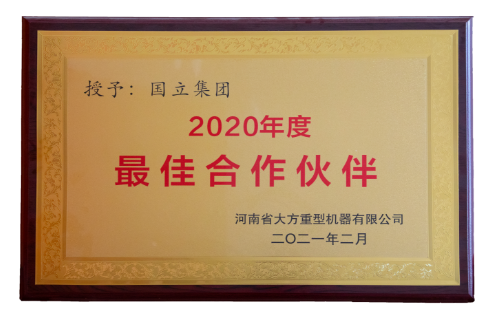 授予：国立集团
2020年度
最佳合作伙伴
河南省大方重型机器有限公司
二〇二一年二月